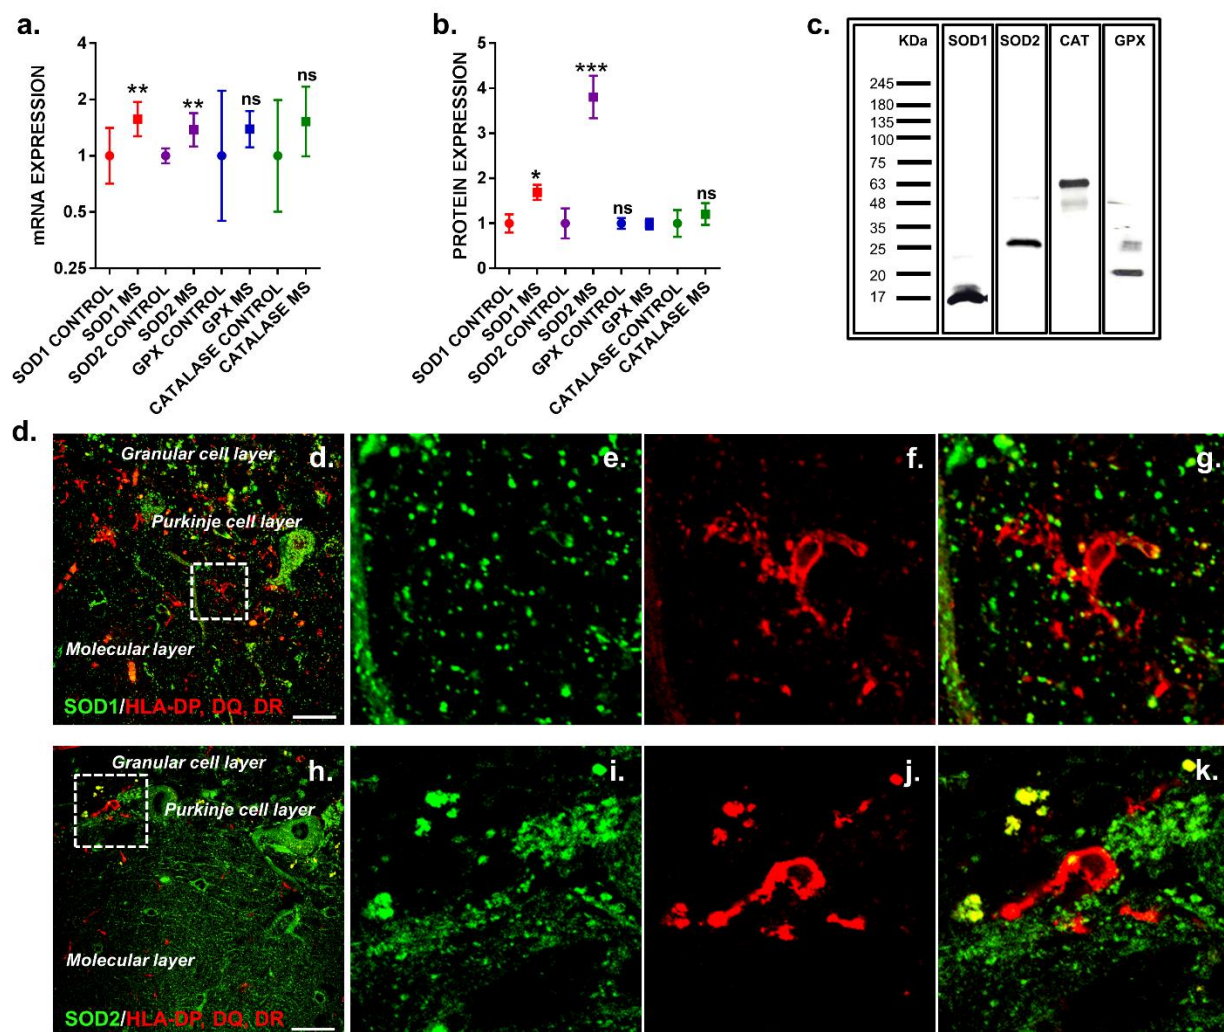 a.
mRNA EXPRESSION
4
2
1
0.5
0.25
**
**
ns
ns
SOD1 CONTROL
SOD1 MS
SOD2 CONTROL
SOD2 MS
GPX CONTROL
GPX MS
CATALASE CONTROL
CATALASE MS
b.
PROTEIN EXPRESSION
5
4
3
2
1
0
*
***
ns
ns
SOD1 CONTROL
SOD1 MS
SOD2 CONTROL
SOD2 MS
GPX CONTROL
GPX MS
CATALASE CONTROL
CATALASE MS
c.
KDa SOD1 SOD2 CAT GPX
245
180
135
100
75
63
48
35
25
20
17
d.
Granular cell layer
d.
Purkinje cell layer
Molecular layer
SOD1/HLA-DP, DQ, DR
e.
f.
g.
Granular cell layer
h.
Purkinje cell layer
Molecular layer
SOD2/HLA-DP, DQ, DR
i.
j.
k.